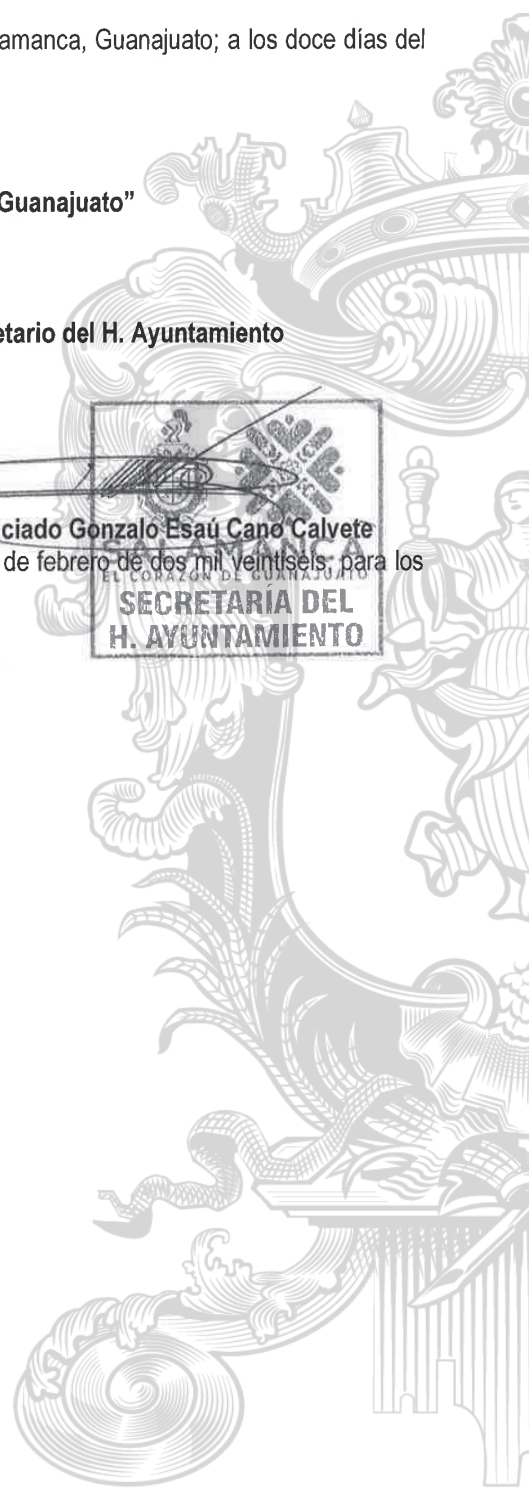 amanca, Guanajuato; a los doce días del
Guanajuato”
etario del H. Ayuntamiento
ciado Gonzalo Esaú Cano Calvete
de febrero de dos mil veintiséis, para los
SALAMANCA
EL CORAZÓN DE GUANAJUATO
SECRETARÍA DEL
H. AYUNTAMIENTO